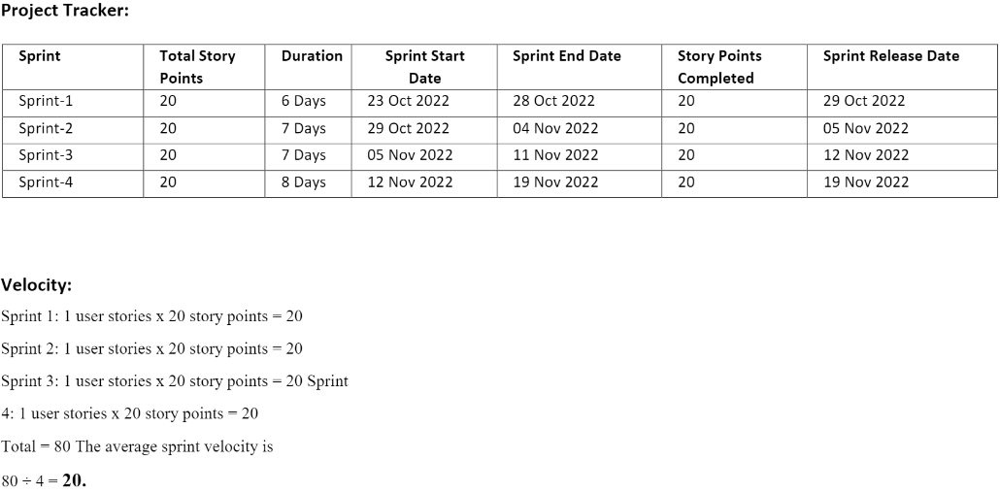 Project Tracker:
Sprint Total Story Points Duration Sprint Start Date Sprint End Date Story Points Completed Sprint Release Date
Sprint-1 20 6 Days 23 Oct 2022 28 Oct 2022 20 29 Oct 2022
Sprint-2 20 7 Days 29 Oct 2022 04 Nov 2022 20 05 Nov 2022
Sprint-3 20 7 Days 05 Nov 2022 11 Nov 2022 20 12 Nov 2022
Sprint-4 20 8 Days 12 Nov 2022 19 Nov 2022 20 19 Nov 2022
Velocity:
Sprint 1: 1 user stories x 20 story points = 20
Sprint 2: 1 user stories x 20 story points = 20
Sprint 3: 1 user stories x 20 story points = 20 Sprint
4: 1 user stories x 20 story points = 20
Total = 80 The average sprint velocity is
80 ÷ 4 = 20.